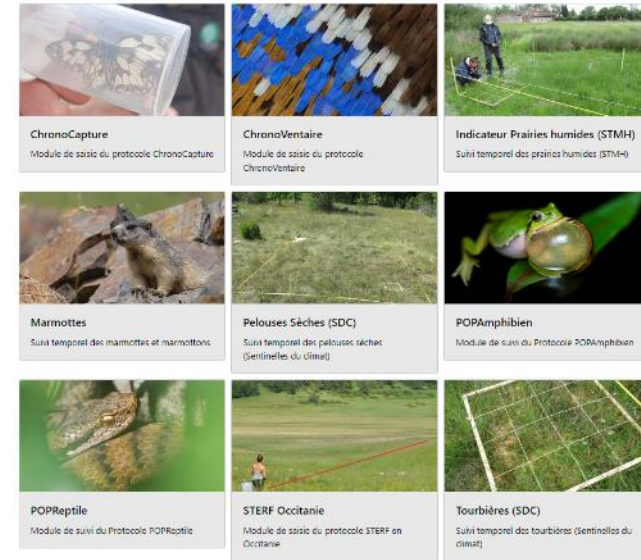 ChronoCapture
Module de saisie du protocole ChronoCapture
ChronoVentaire
Module de saisie du protocole
ChronoVentaire
Indicateur Prairies humides (STMH)
Suivi temporel des prairies humides (STMH)
Marmottes
Suivi temporel des marmottes et marmottons
Pelouses Sèches (SDC)
Suivi temporel des pelouses sèches
(Sentinelles du climat)
POPAmphibien
Module de suivi du Protocole POPAmphibien
POPReptile
Module de suivi du Protocole POPReptile
STERF Occitanie
Module de saisie du protocole STERF en
Occitanie
Tourbières (SDC)
Suivi temporel des tourbières (Sentinelles du
climat)